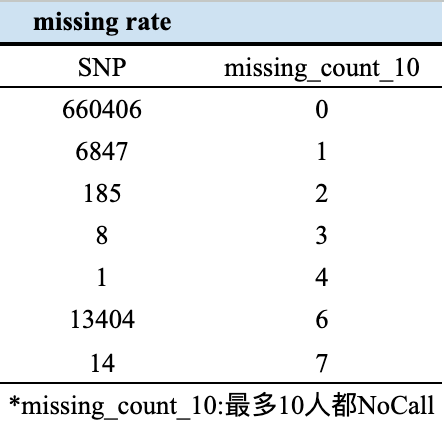 missing rate
SNP missing_count_10
660406 0
6847 1
185 2
8 3
1 4
13404 6
14 7
*missing_count_10:最多10人都NoCall